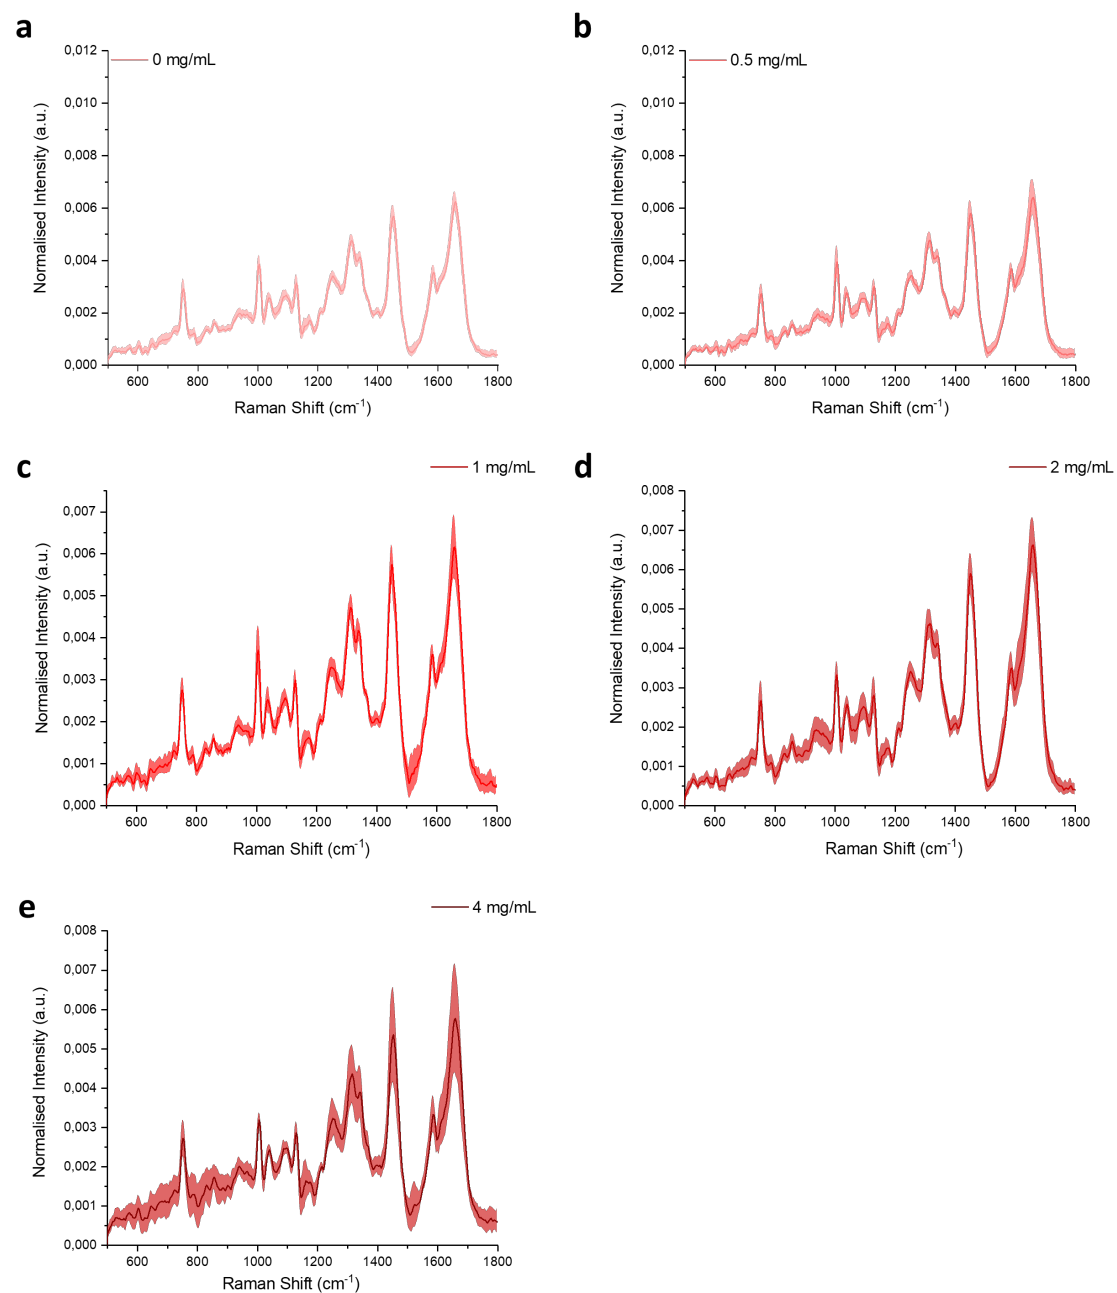 a
0 mg/mL
0,012
0,010
0,008
0,006
0,004
0,002
0,000
Normalised Intensity (a.u.)
600 800 1000 1200 1400 1600 1800
Raman Shift (cm⁻¹)
b
0.5 mg/mL
0,012
0,010
0,008
0,006
0,004
0,002
0,000
Normalised Intensity (a.u.)
600 800 1000 1200 1400 1600 1800
Raman Shift (cm⁻¹)
c
1 mg/mL
0,007
0,006
0,005
0,004
0,003
0,002
0,001
0,000
Normalised Intensity (a.u.)
600 800 1000 1200 1400 1600 1800
Raman Shift (cm⁻¹)
d
2 mg/mL
0,008
0,007
0,006
0,005
0,004
0,003
0,002
0,001
0,000
Normalised Intensity (a.u.)
600 800 1000 1200 1400 1600 1800
Raman Shift (cm⁻¹)
e
4 mg/mL
0,008
0,007
0,006
0,005
0,004
0,003
0,002
0,001
0,000
Normalised Intensity (a.u.)
600 800 1000 1200 1400 1600 1800
Raman Shift (cm⁻¹)